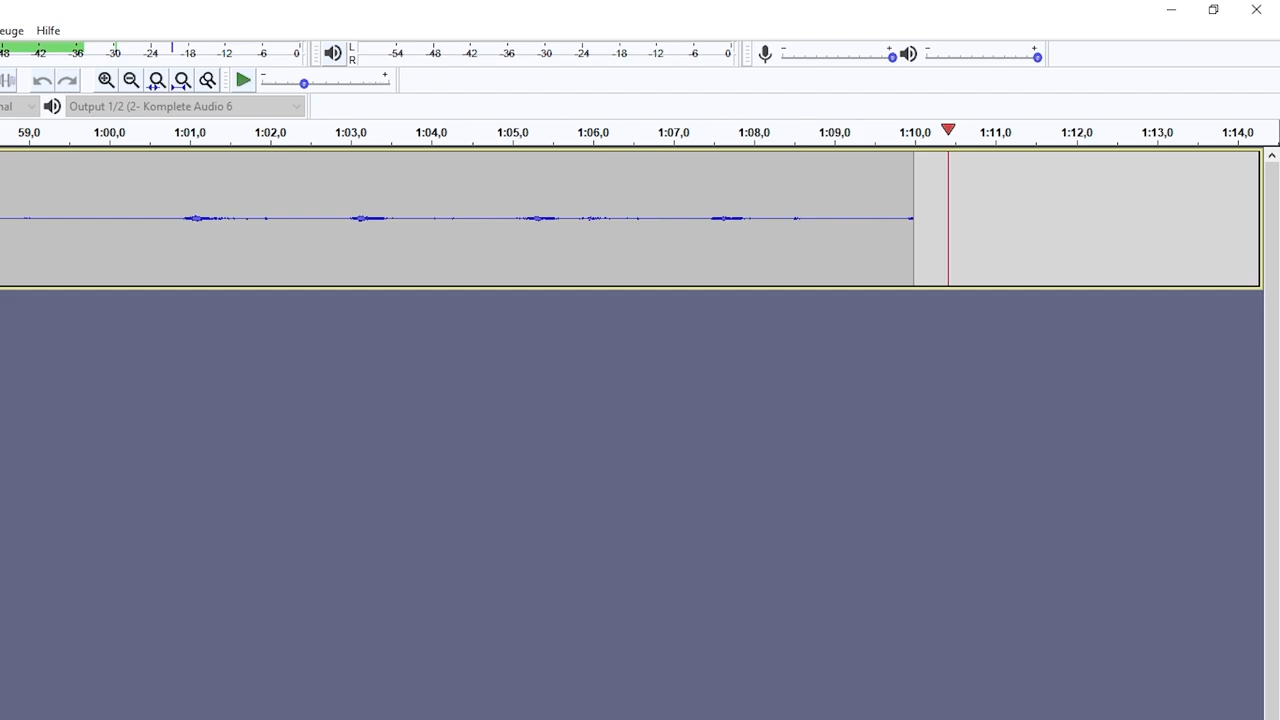 euge Hilfe
48 -42 -36 -30 -24 -18 -12 -6 0 L R -54 -48 -42 -36 -30 -24 -18 -12 -6 0 - + - +
- +
nal Output 1/2 (2- Komplete Audio 6
59,0 1:00,0 1:01,0 1:02,0 1:03,0 1:04,0 1:05,0 1:06,0 1:07,0 1:08,0 1:09,0 1:10,0 1:11,0 1:12,0 1:13,0 1:14,0